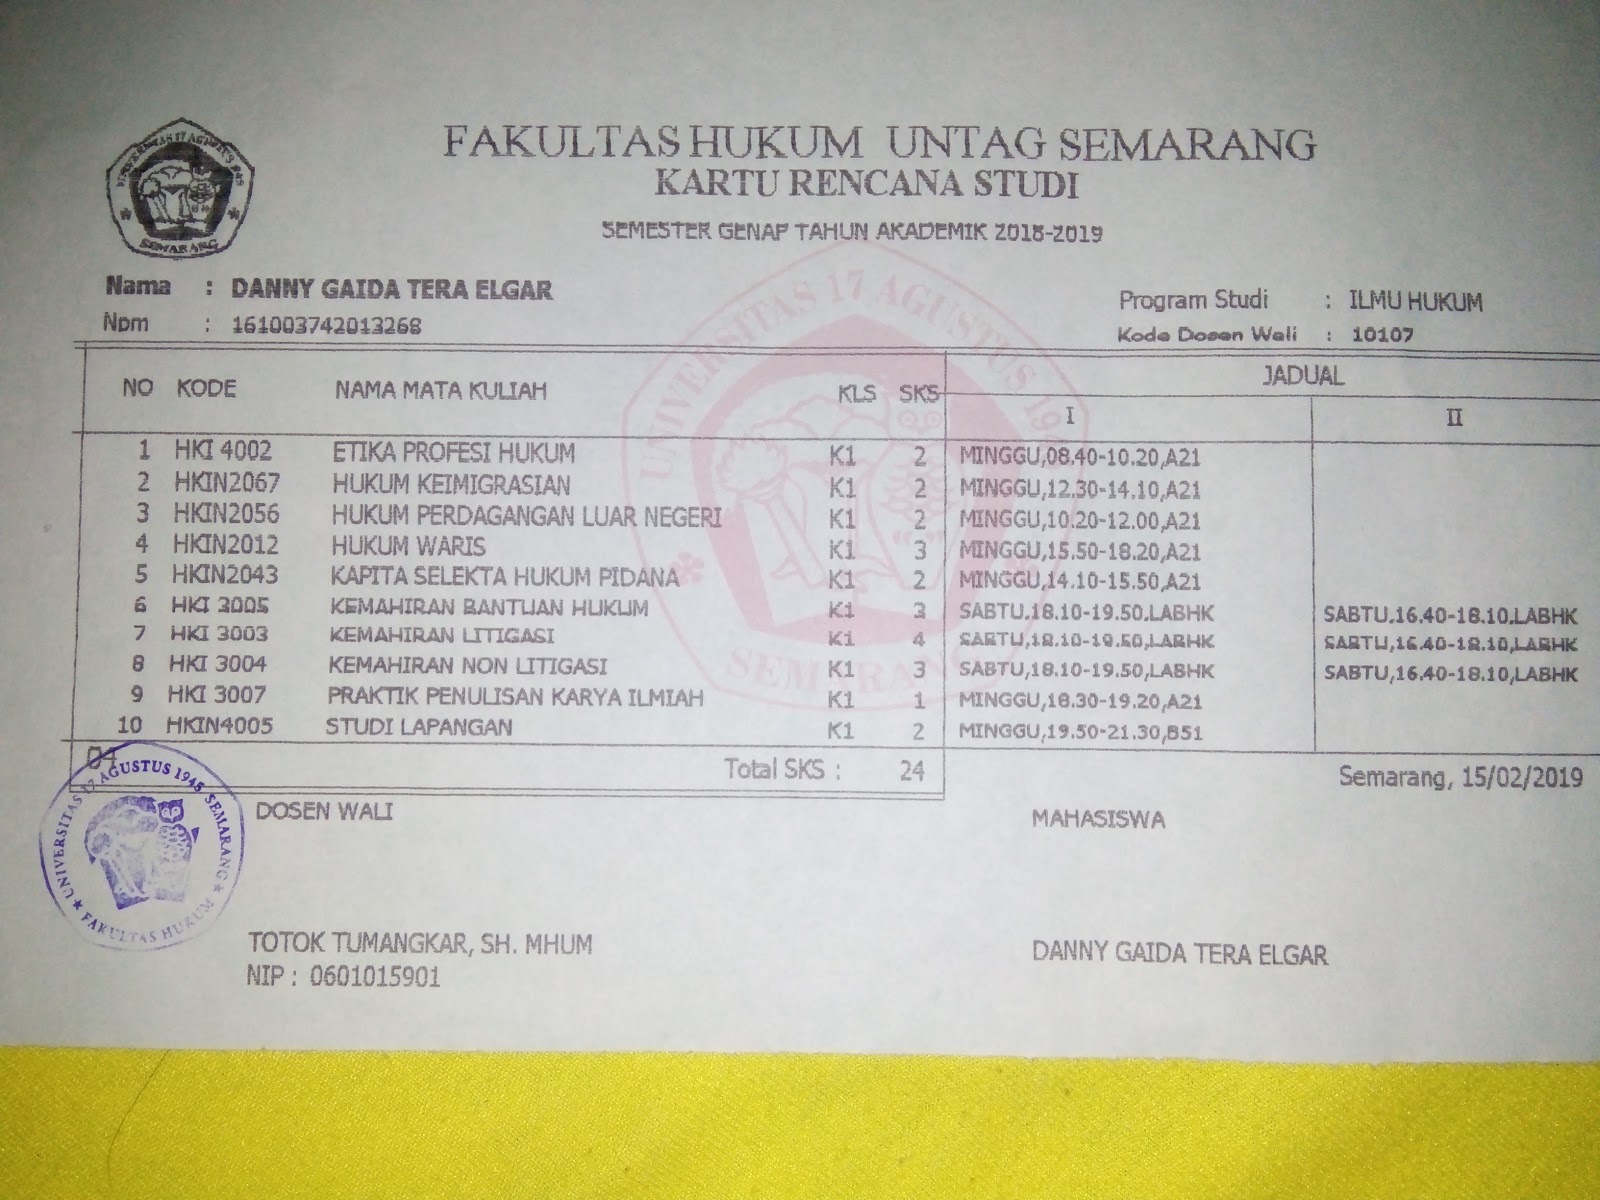 UNIVERSITAS 17 AGUSTUS 1945
SEMARANG
FAKULTAS HUKUM UNTAG SEMARANG
KARTU RENCANA STUDI
SEMESTER GENAP TAHUN AKADEMIK 2018-2019
Nama : DANNY GAIDA TERA ELGAR
Npm : 161003742013268
Program Studi : ILMU HUKUM
Kode Dosen Wali : 10107
UNIVERSITAS 17 AGUSTUS 1945
SEMARANG
NO KODE NAMA MATA KULIAH KLS SKS JADUAL
I II
1 HKI 4002 ETIKA PROFESI HUKUM K1 2 MINGGU,08.40-10.20,A21
2 HKIN2067 HUKUM KEIMIGRASIAN K1 2 MINGGU,12.30-14.10,A21
3 HKIN2056 HUKUM PERDAGANGAN LUAR NEGERI K1 2 MINGGU,10.20-12.00,A21
4 HKIN2012 HUKUM WARIS K1 3 MINGGU,15.50-18.20,A21
5 HKIN2043 KAPITA SELEKTA HUKUM PIDANA K1 2 MINGGU,14.10-15.50,A21
6 HKI 3005 KEMAHIRAN BANTUAN HUKUM K1 3 SABTU,18.10-19.50,LABHK SABTU,16.40-18.10,LABHK
7 HKI 3003 KEMAHIRAN LITIGASI K1 4 SABTU,18.10-19.50,LABHK SABTU,16.40-18.10,LABHK
8 HKI 3004 KEMAHIRAN NON LITIGASI K1 3 SABTU,18.10-19.50,LABHK SABTU,16.40-18.10,LABHK
9 HKI 3007 PRAKTIK PENULISAN KARYA ILMIAH K1 1 MINGGU,18.30-19.20,A21
10 HKIN4005 STUDI LAPANGAN K1 2 MINGGU,19.50-21.30,B51
04
Total SKS : 24
Semarang, 15/02/2019
DOSEN WALI
MAHASISWA
UNIVERSITAS 17 AGUSTUS 1945 SEMARANG
FAKULTAS HUKUM
TOTOK TUMANGKAR, SH. MHUM
NIP : 0601015901
DANNY GAIDA TERA ELGAR